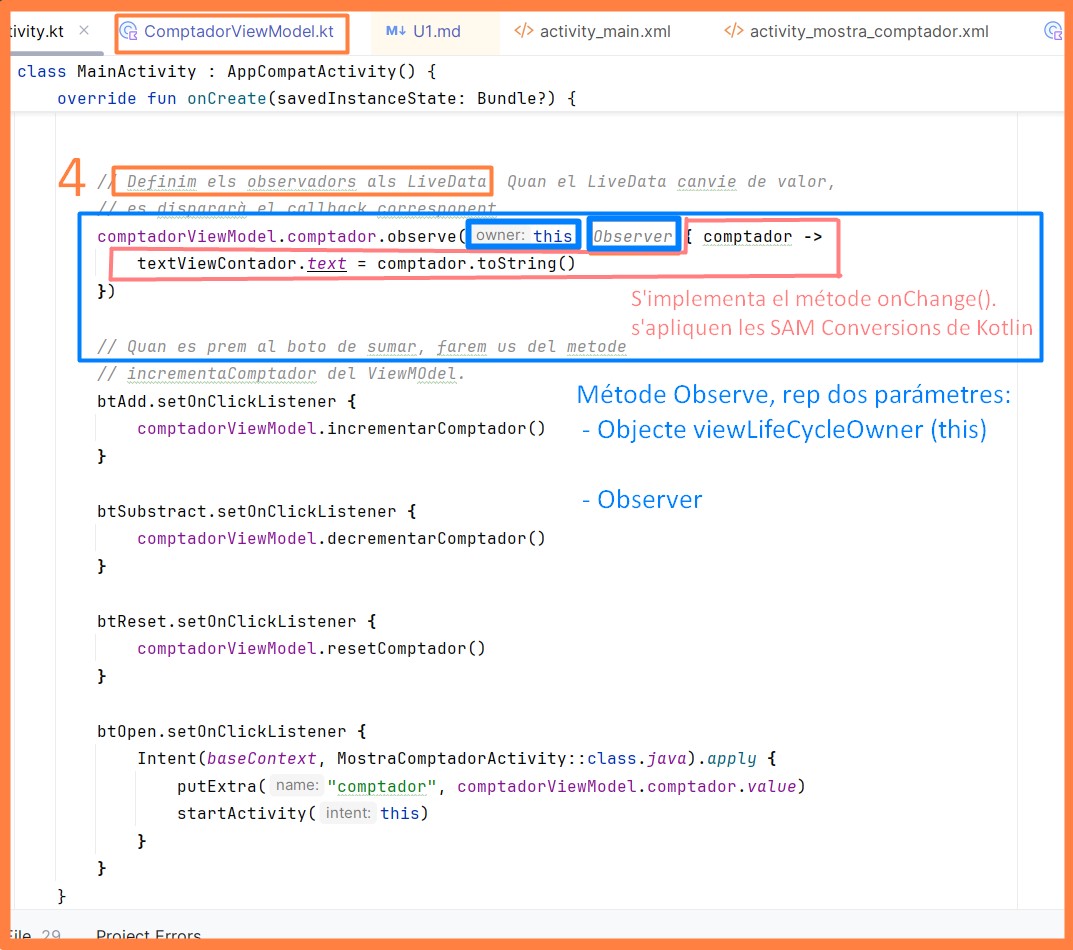 tivity.kt × ComptadorViewModel.kt M↓ U1.md </> activity_main.xml </> activity_mostra_comptador.xml
class MainActivity : AppCompatActivity() {
override fun onCreate(savedInstanceState: Bundle?) {
4 // Definim els observadors als LiveData Quan el LiveData canvie de valor,
// es dispararà el callback corresponent
comptadorViewModel.comptador.observe( owner: this Observer { comptador ->
textViewContador.text = comptador.toString()
})
S'implementa el métode onChange().
s'apliquen les SAM Conversions de Kotlin
// Quan es prem al boto de sumar, farem us del metode
// incrementaComptador del ViewMOdel.
btAdd.setOnClickListener {
comptadorViewModel.incrementarComptador()
}
Métode Observe, rep dos parámetres:
- Objecte viewLifeCycleOwner (this)
- Observer
btSubstract.setOnClickListener {
comptadorViewModel.decrementarComptador()
}
btReset.setOnClickListener {
comptadorViewModel.resetComptador()
}
btOpen.setOnClickListener {
Intent(baseContext, MostraComptadorActivity::class.java).apply {
putExtra( name: "comptador", comptadorViewModel.comptador.value)
startActivity( intent: this)
}
}
}
File 29 Project Errors